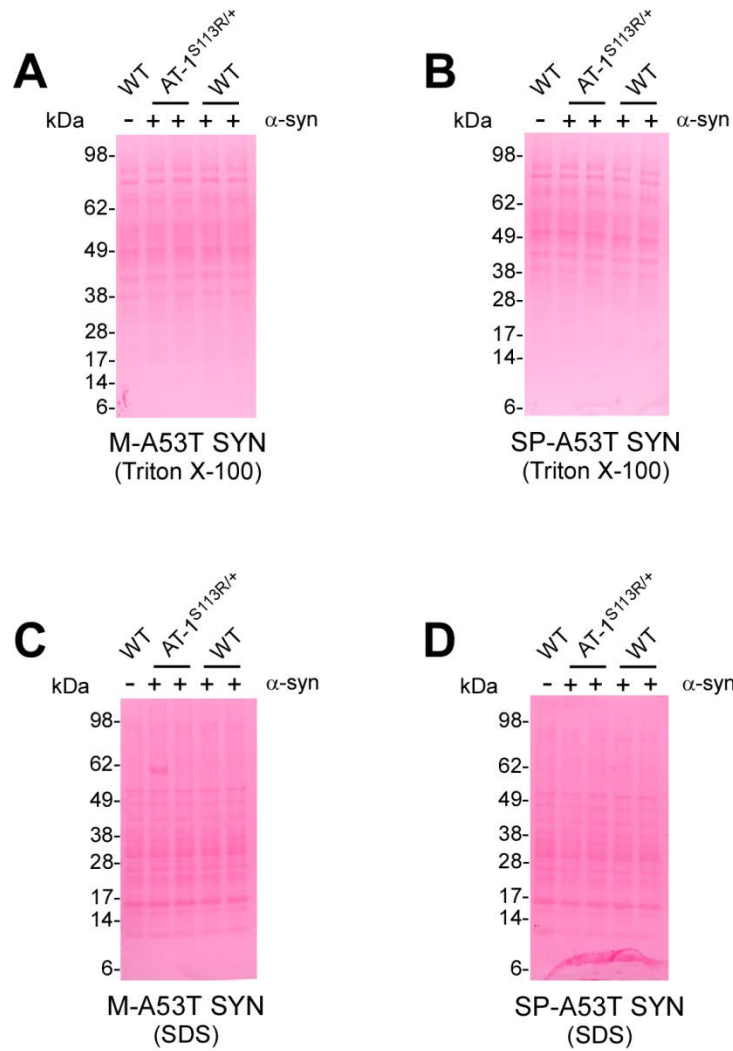 A
WT AT-1S113R/+ WT
kDa - + + + + α-syn
98-
62-
49-
38-
28-
17-
14-
6-
M-A53T SYN
(Triton X-100)
B
WT AT-1S113R/+ WT
kDa - + + + + α-syn
98-
62-
49-
38-
28-
17-
14-
6-
SP-A53T SYN
(Triton X-100)
C
WT AT-1S113R/+ WT
kDa - + + + + α-syn
98-
62-
49-
38-
28-
17-
14-
6-
M-A53T SYN
(SDS)
D
WT AT-1S113R/+ WT
kDa - + + + + α-syn
98-
62-
49-
38-
28-
17-
14-
6-
SP-A53T SYN
(SDS)